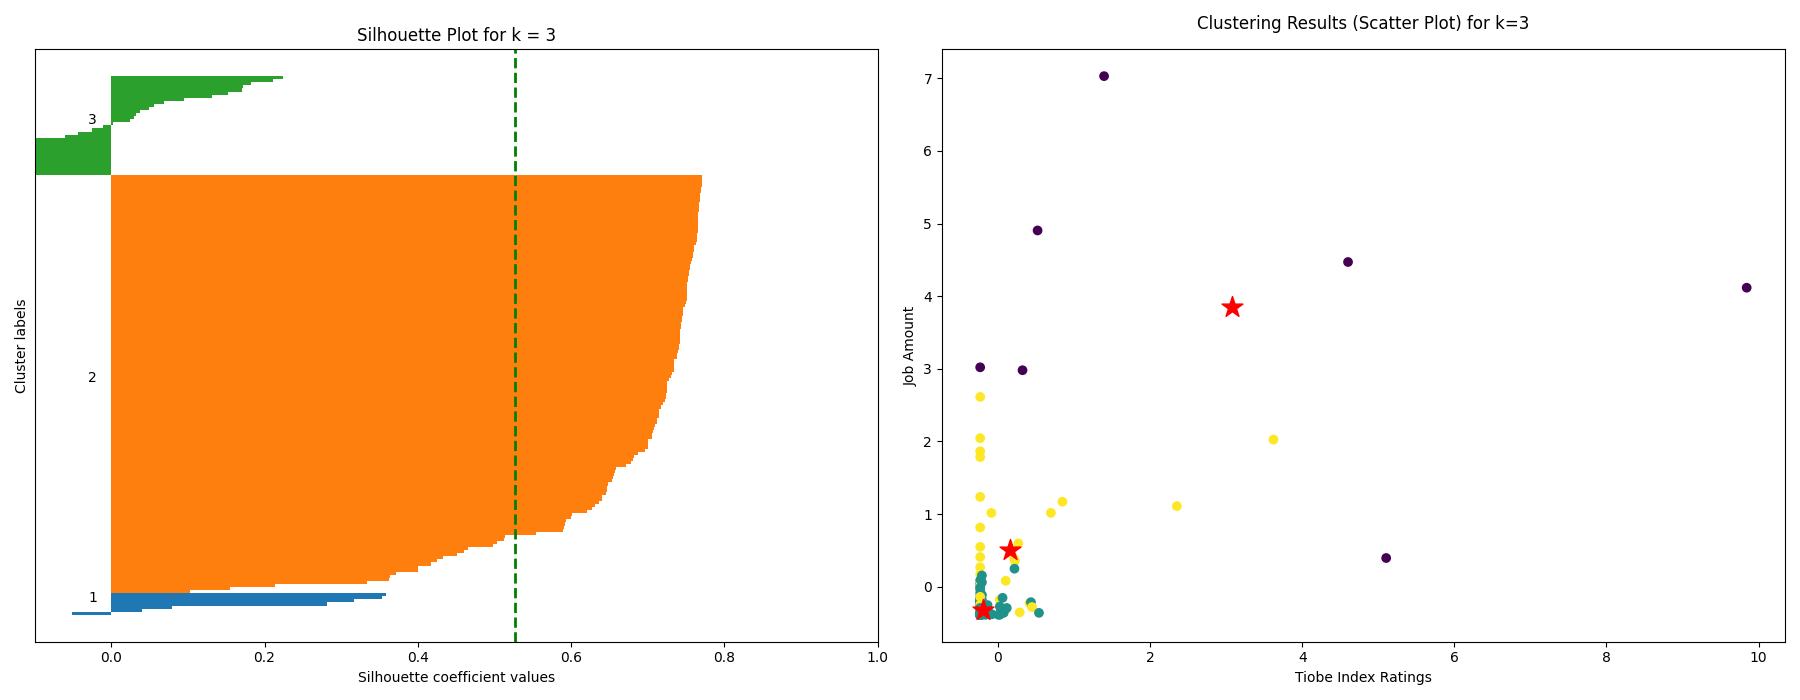 Silhouette Plot for k = 3
Cluster labels
3
2
1
0.0 0.2 0.4 0.6 0.8 1.0
Silhouette coefficient values
Clustering Results (Scatter Plot) for k=3
Job Amount
7
6
5
4
3
2
1
0
0 2 4 6 8 10
Tiobe Index Ratings